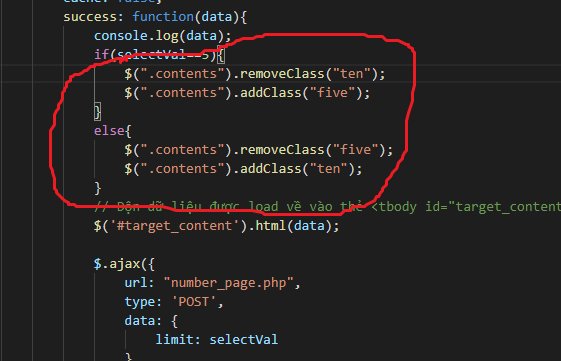 cache: false,
success: function(data){
console.log(data);
if(selectVal==5){
$(".contents").removeClass("ten");
$(".contents").addClass("five");
}
else{
$(".contents").removeClass("five");
$(".contents").addClass("ten");
}
// Dồn dữ liệu được load về vào thẻ <tbody id="target_content
$('#target_content').html(data);
$.ajax({
url: "number_page.php",
type: 'POST',
data: {
limit: selectVal
}